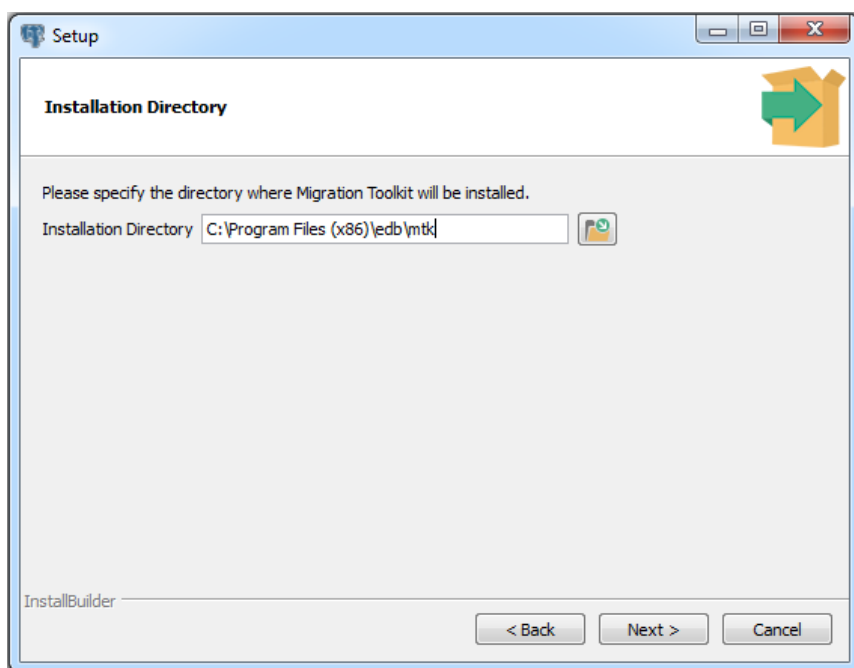 Setup
Installation Directory
Please specify the directory where Migration Toolkit will be installed.
Installation Directory C:\Program Files (x86)\edb\mtk
InstallBuilder
< Back Next > Cancel